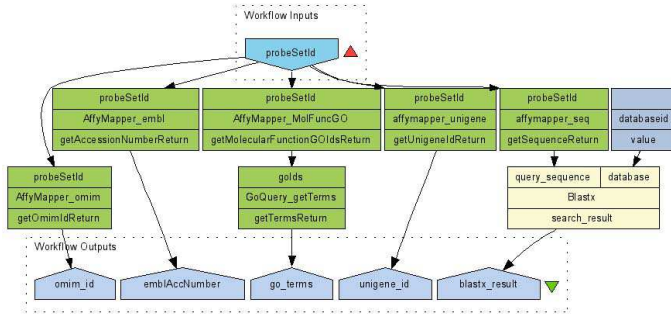 Workflow Inputs
probeSetId
probeSetId probeSetId probeSetId probeSetId
AffyMapper_embl AffyMapper_MolFuncGO affymapper_unigene affymapper_seq databaseid
getAccessionNumberReturn getMolecularFunctionGOIdsReturn getUnigeneIdReturn getSequenceReturn value
probeSetId goIds query_sequence database
AffyMapper_omim GoQuery_getTerms Blastx
getOmimIdReturn getTermsReturn search_result
Workflow Outputs
omim_id emblAccNumber go_terms unigene_id blastx_result